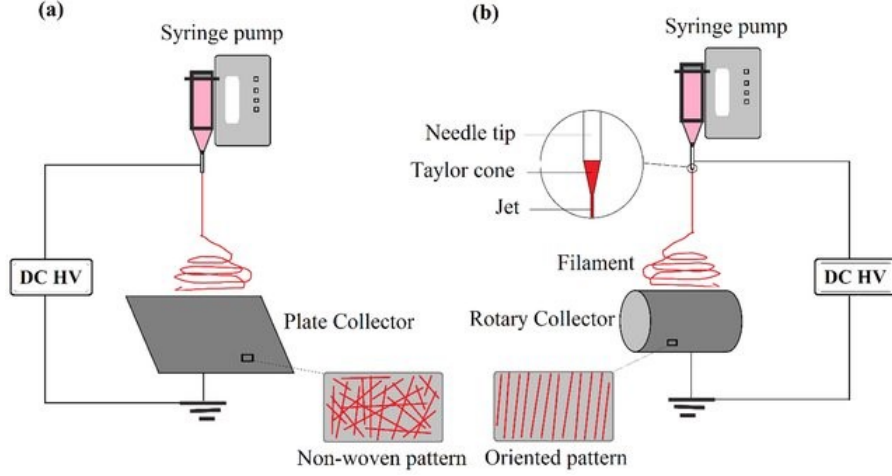 (a)
Syringe pump
DC HV
Plate Collector
Non-woven pattern
(b)
Syringe pump
Needle tip
Taylor cone
Jet
Filament
DC HV
Rotary Collector
Oriented pattern